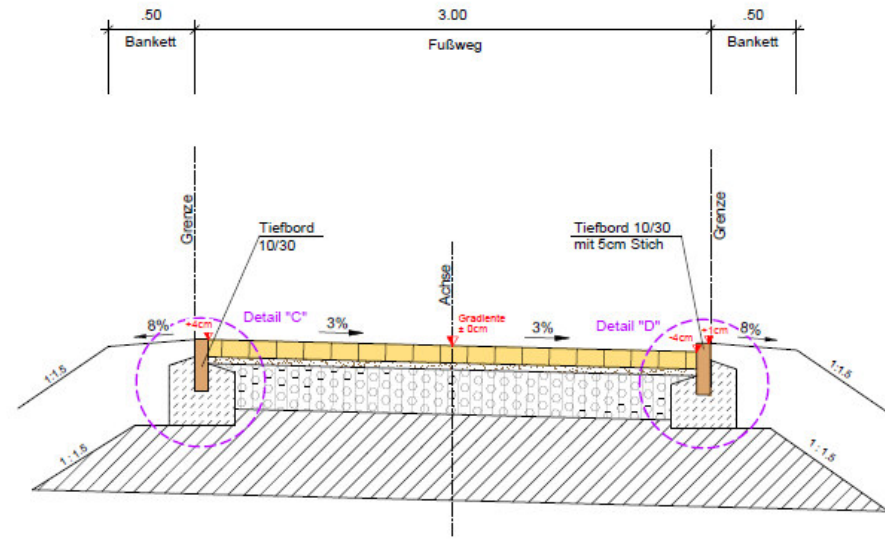 .50
3.00
.50
Bankett
Fußweg
Bankett
Grenze
Tiefbord
10/30
Achse
Tiefbord 10/30
mit 5cm Stich
Grenze
8%
+4cm
Detail "C"
3%
Gradiente
± 0cm
3%
Detail "D"
-4cm
+1cm
8%
1:1.5
1:1.5
1:1.5
1:1.5